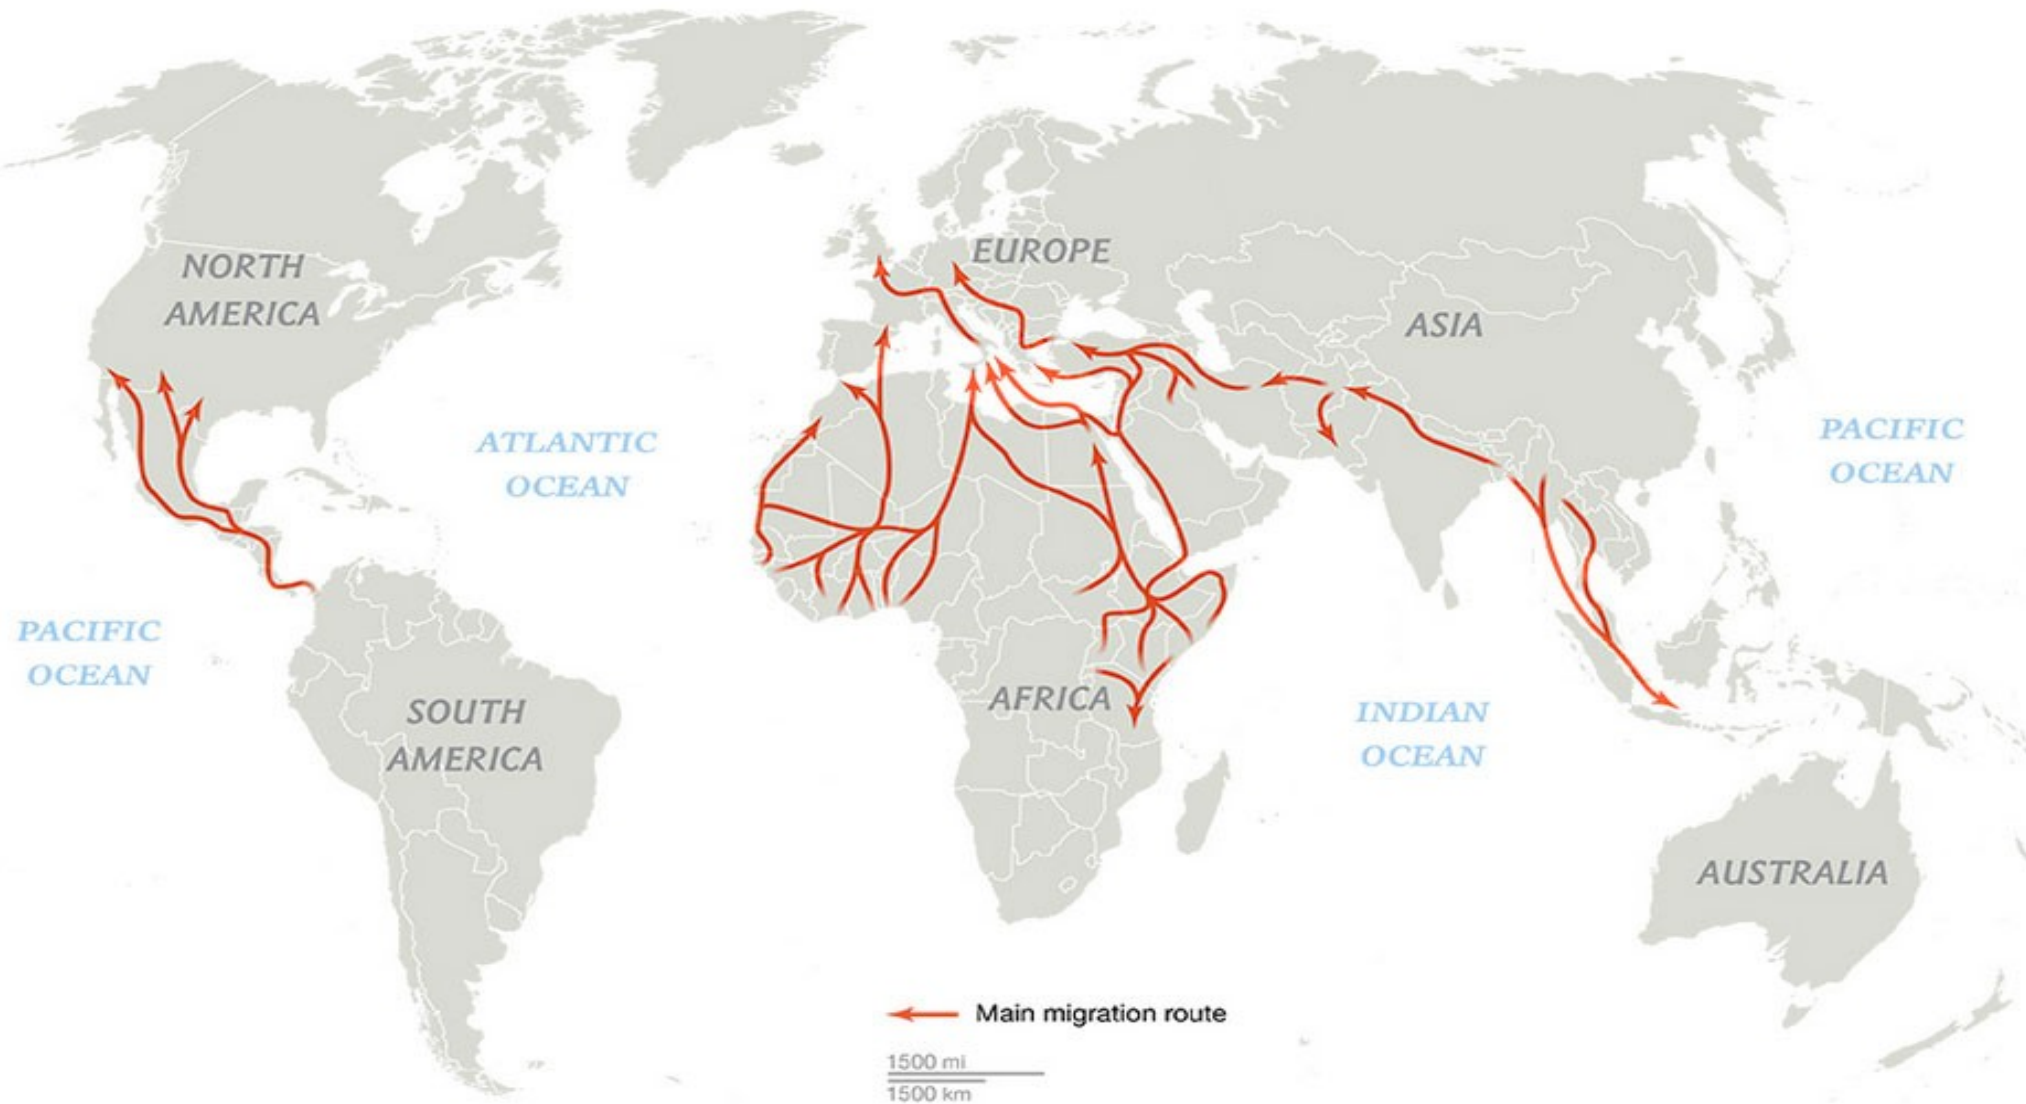 EUROPE
NORTH
AMERICA
ASIA
ATLANTIC
OCEAN
PACIFIC
OCEAN
PACIFIC
OCEAN
SOUTH
AMERICA
AFRICA
INDIAN
OCEAN
AUSTRALIA
Main migration route
1500 mi
1500 km